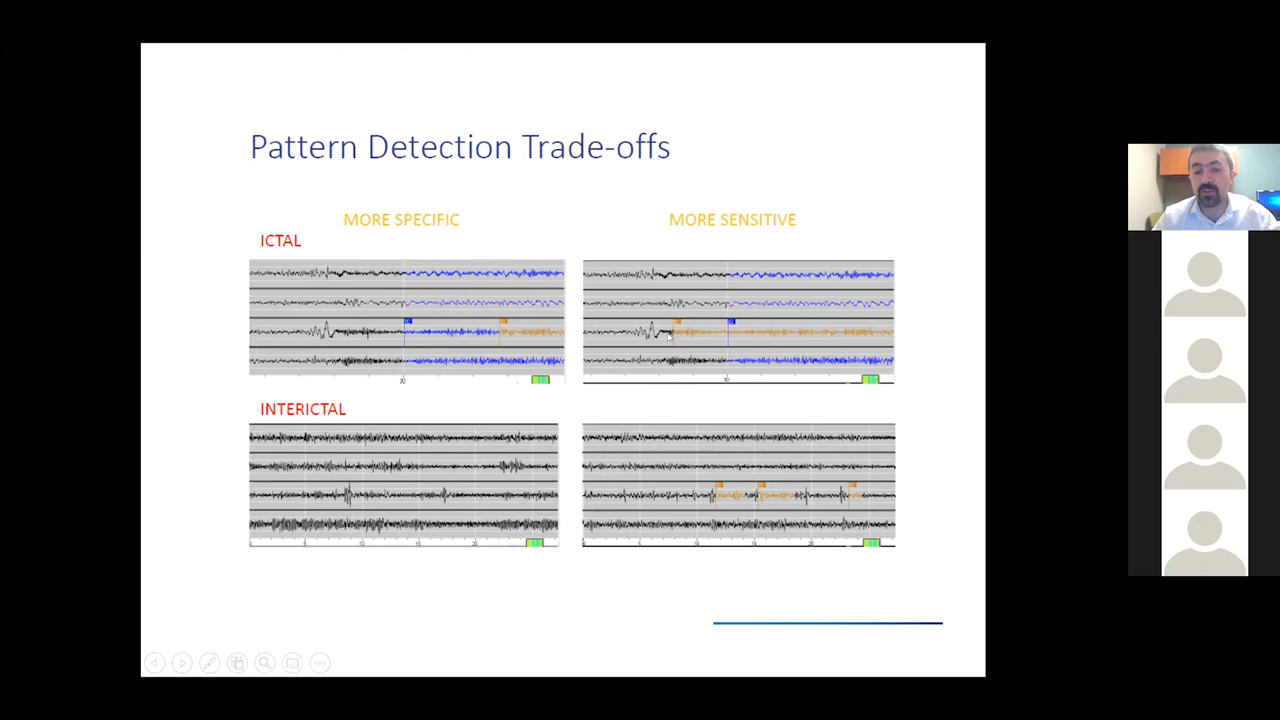 Pattern Detection Trade-offs
MORE SPECIFIC
MORE SENSITIVE
ICTAL
INTERICTAL